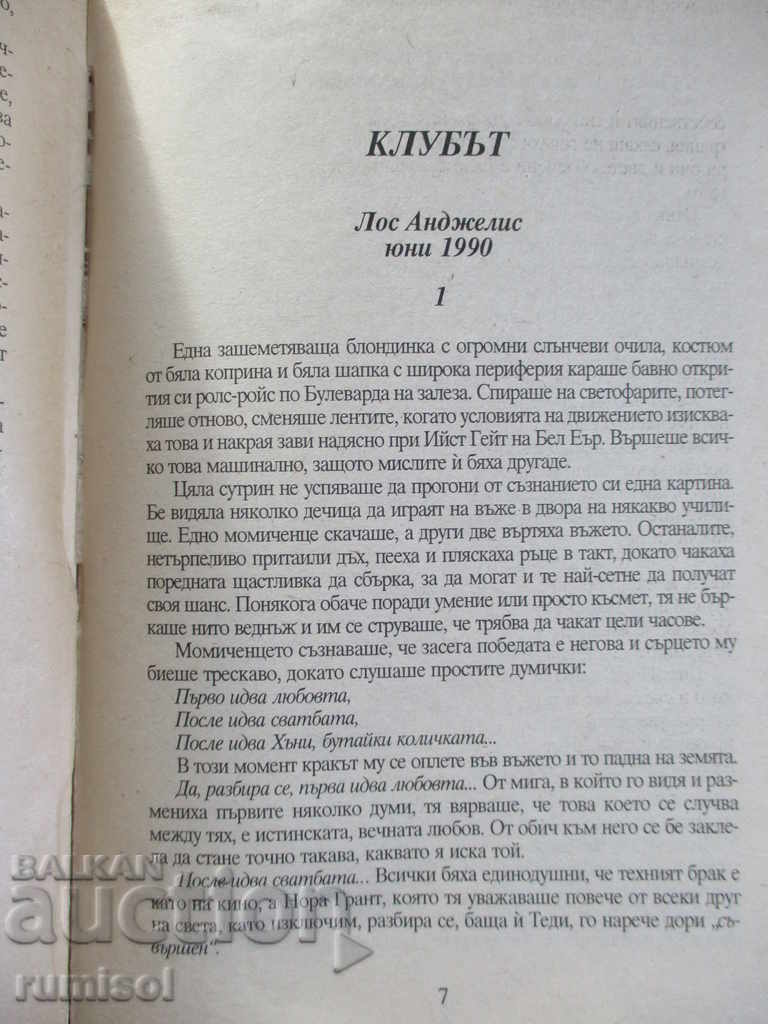 КЛУБЪТ
Лос Анджелис
юни 1990
1
Една зашеметяваща блондинка с огромни слънчеви очила, костюм
от бяла коприна и бяла шапка с широка периферия караше бавно откри-
тия си ролс-ройс по Булеварда на залеза. Спираше на светофарите, потег-
ляше отново, сменяше лентите, когато условията на движението изисква-
ха това и накрая зави надясно при Ийст Гейт на Бел Еър. Вършеше всич-
ко това машинално, защото мислите ѝ бяха другаде.
Цяла сутрин не успяваше да прогони от съзнанието си една картина.
Бе видяла няколко дечица да играят на въже в двора на някакво учили-
ще. Едно момиченце скачаше, а други две въртяха въжето. Останалите,
нетърпеливо притаили дъх, пееха и пляскаха ръце в такт, докато чакаха
поредната щастливка да сбърка, за да могат и те най-сетне да получат
своя шанс. Понякога обаче поради умение или просто късмет, тя не бър-
каше нито веднъж и им се струваше, че трябва да чакат цели часове.
Момиченцето съзнаваше, че засега победата е негова и сърцето му
биеше трескаво, докато слушаше простите думички:
Първо идва любовта,
После идва сватбата,
После идва Хъни, бутайки количката...
В този момент кракът му се оплете във въжето и то падна на земята.
Да, разбира се, първа идва любовта... От мига, в който го видя и раз-
мениха първите няколко думи, тя вярваше, че това което се случва
между тях, е истинската, вечната любов. От обич към него се бе закле-
ла да стане точно такава, каквато я иска той.
После идва сватбата... Всички бяха единодушни, че техният брак е
като на кино, а Нора Грант, която тя уважаваше повече от всеки друг
на света, като изключим, разбира се, баща ѝ Теди, го нарече дори „съ-
вършен“.
7
BALKAN
auction
rumisol